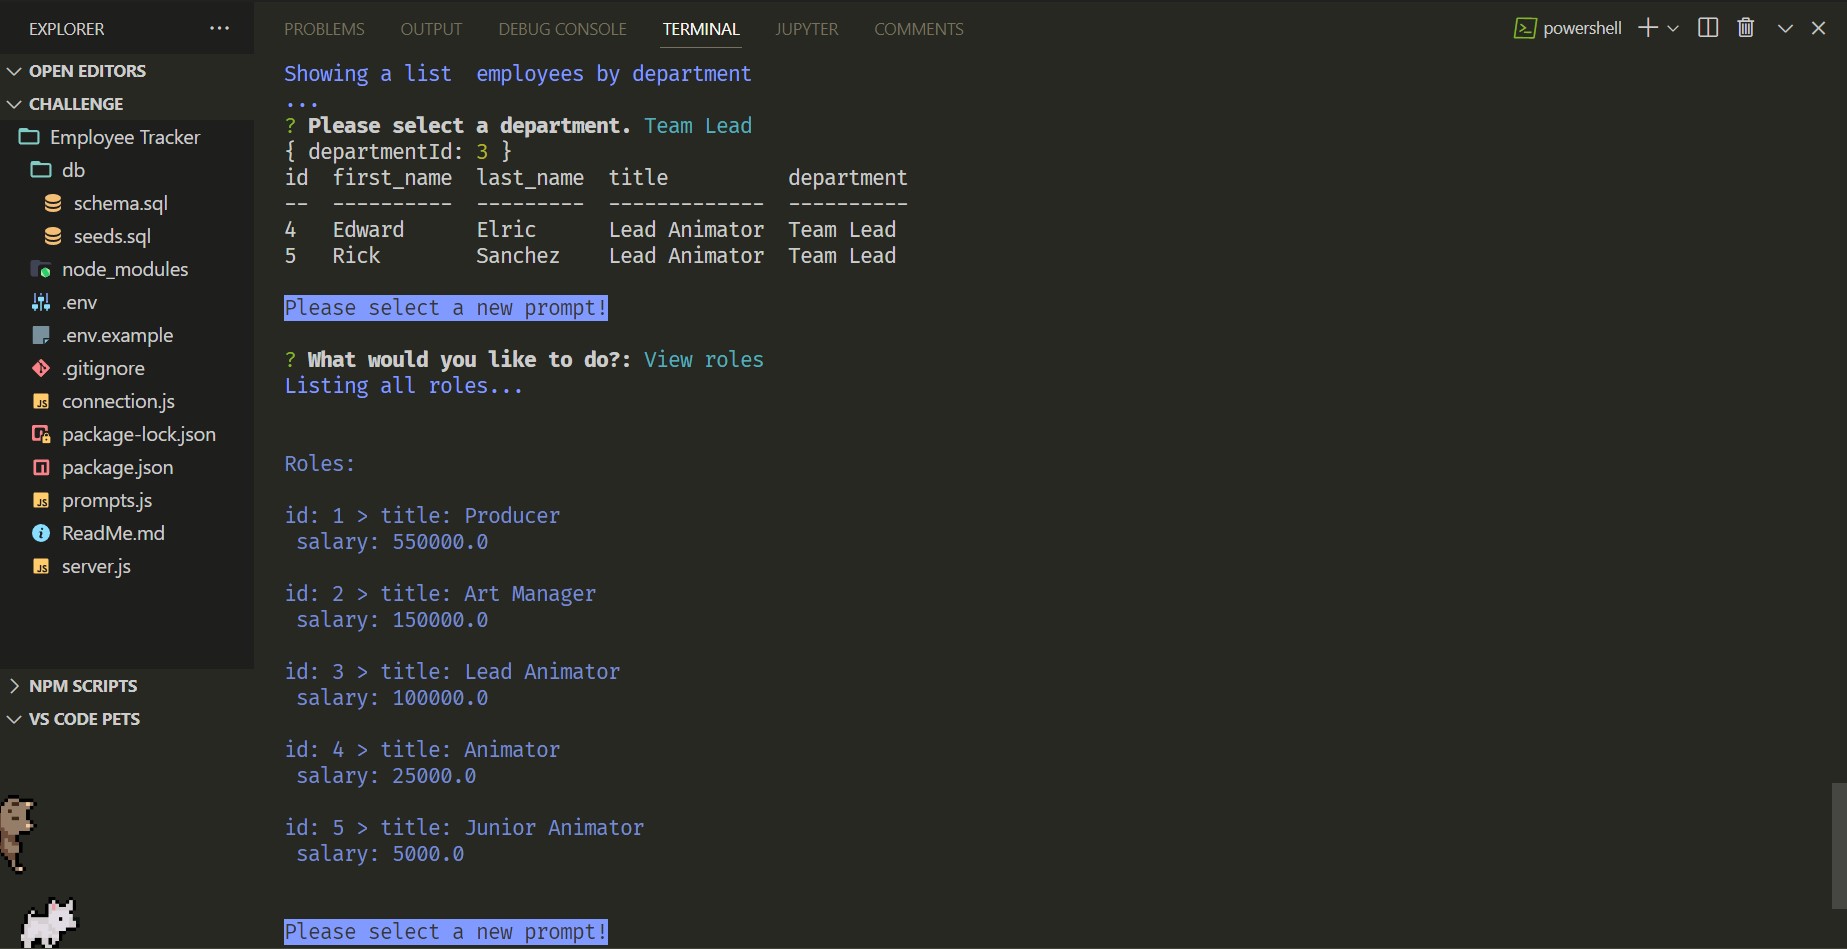 EXPLORER ...
OPEN EDITORS
CHALLENGE
Employee Tracker
db
schema.sql
seeds.sql
node_modules
.env
.env.example
.gitignore
connection.js
package-lock.json
package.json
prompts.js
ReadMe.md
server.js
NPM SCRIPTS
VS CODE PETS
PROBLEMS OUTPUT DEBUG CONSOLE TERMINAL JUPYTER COMMENTS powershell
Showing a list  employees by department
...
? Please select a department. Team Lead
{ departmentId: 3 }
id  first_name  last_name  title          department
--  ----------  ---------  -------------  ----------
4   Edward      Elric      Lead Animator  Team Lead
5   Rick        Sanchez    Lead Animator  Team Lead
Please select a new prompt!
? What would you like to do?: View roles
Listing all roles...
Roles:
id: 1 > title: Producer
 salary: 550000.0
id: 2 > title: Art Manager
 salary: 150000.0
id: 3 > title: Lead Animator
 salary: 100000.0
id: 4 > title: Animator
 salary: 25000.0
id: 5 > title: Junior Animator
 salary: 5000.0
Please select a new prompt!